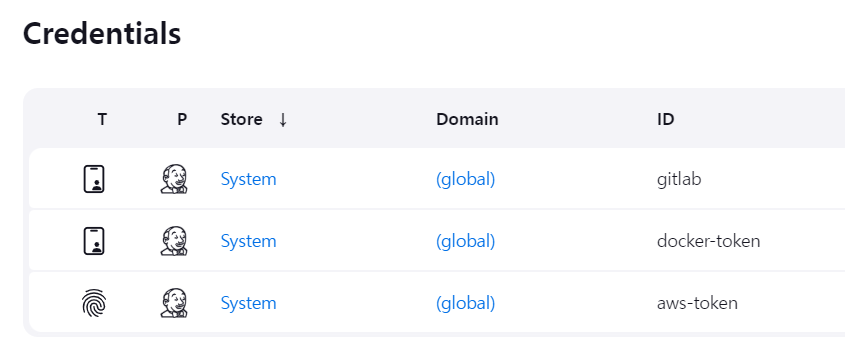 Credentials
T P Store ↓ Domain ID
System (global) gitlab
System (global) docker-token
System (global) aws-token